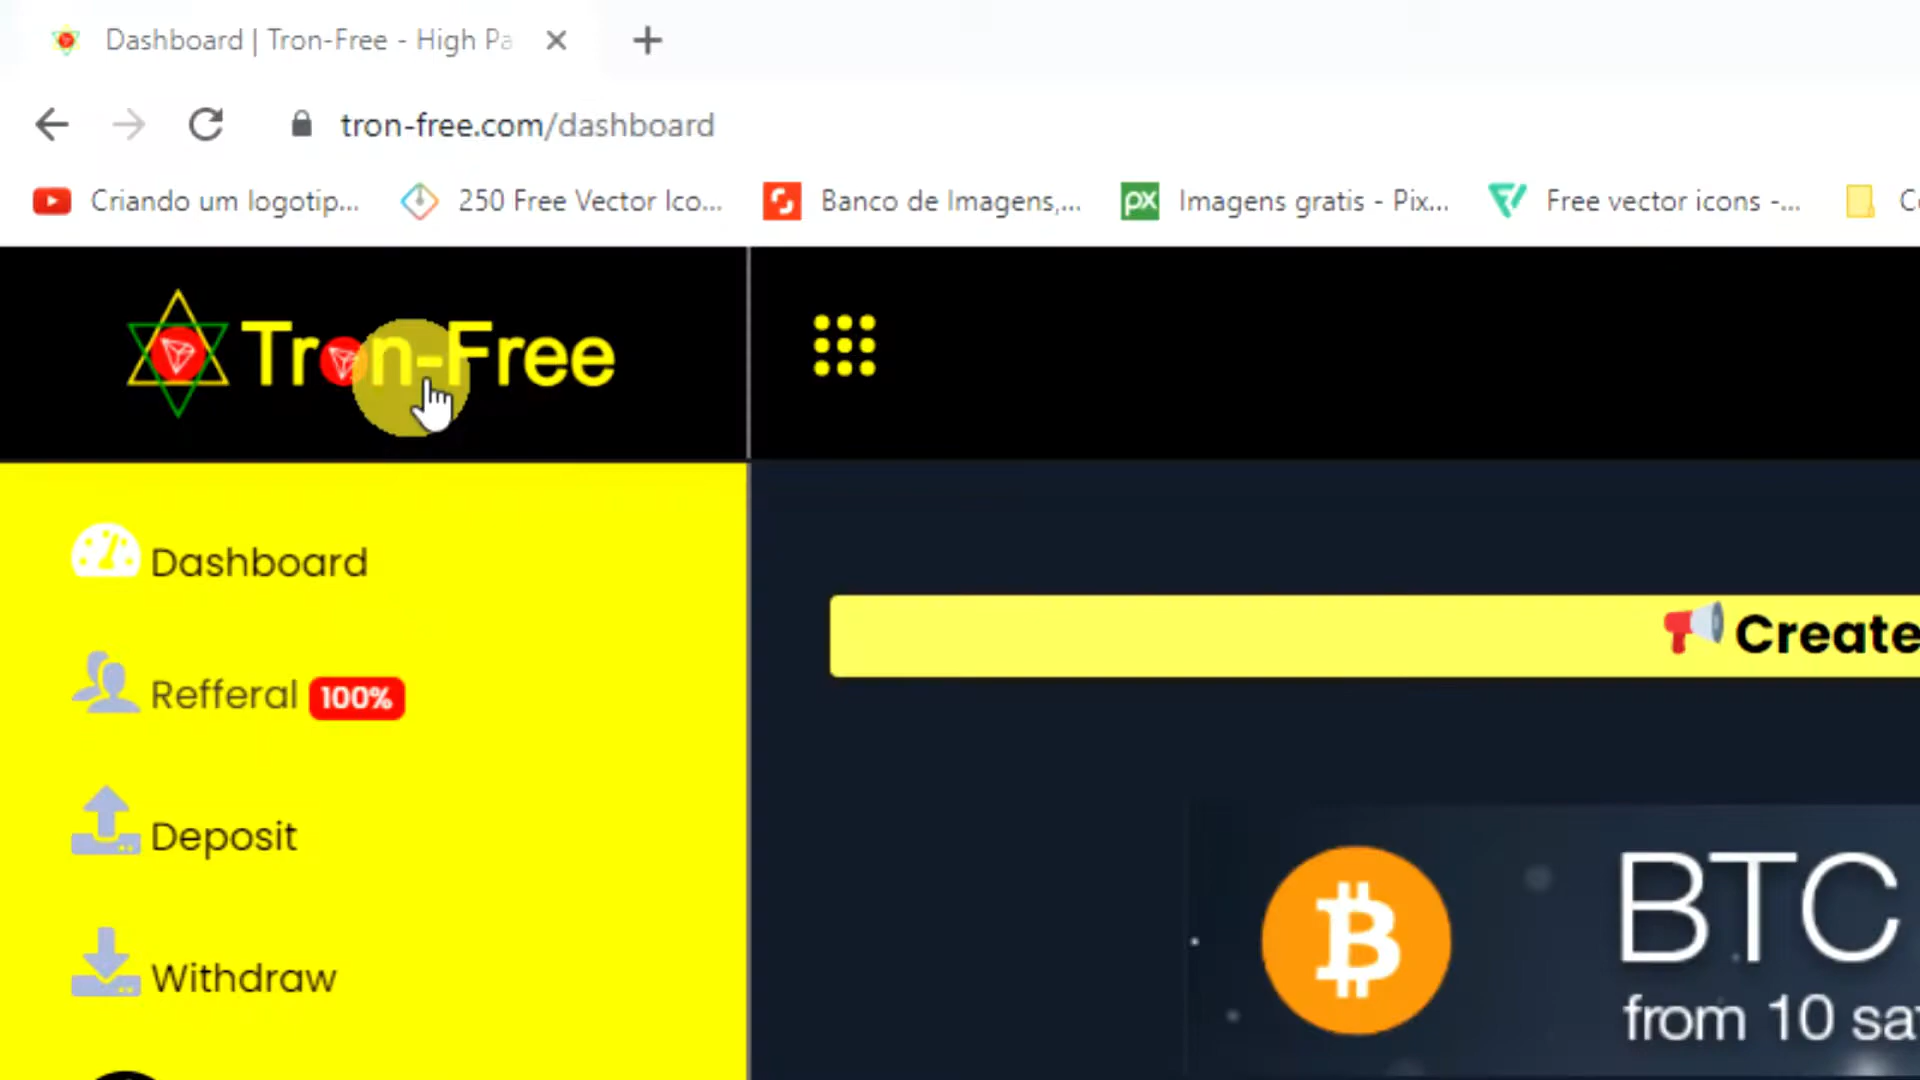 Dashboard | Tron-Free - High Pa
tron-free.com/dashboard
Criando um logotip... 250 Free Vector Ico... Banco de Imagens,... px Imagens gratis - Pix... Free vector icons -...
Tron-Free
Dashboard
Refferal 100%
Deposit
Withdraw
Create
BTC
from 10 sa